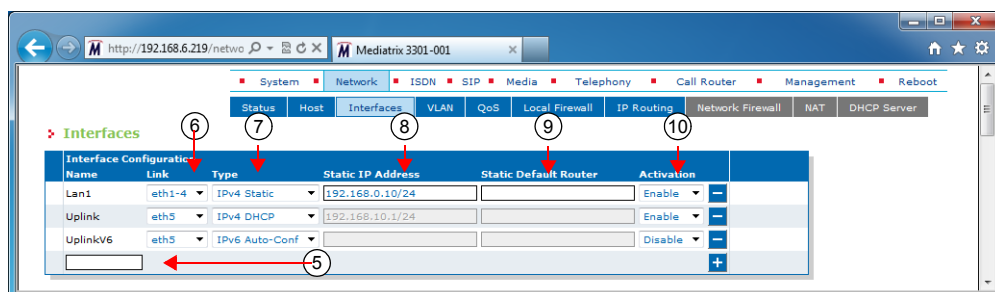 http://192.168.6.219/netwo
Mediatrix 3301-001
System Network ISDN SIP Media Telephony Call Router Management Reboot
Status Host Interfaces VLAN QoS Local Firewall IP Routing Network Firewall NAT DHCP Server
Interfaces
6 7 8 9 10
Interface Configuratio
Name Link Type Static IP Address Static Default Router Activation
Lan1 eth1-4 IPv4 Static 192.168.0.10/24 Enable
Uplink eth5 IPv4 DHCP 192.168.10.1/24 Enable
UplinkV6 eth5 IPv6 Auto-Conf Disable
5